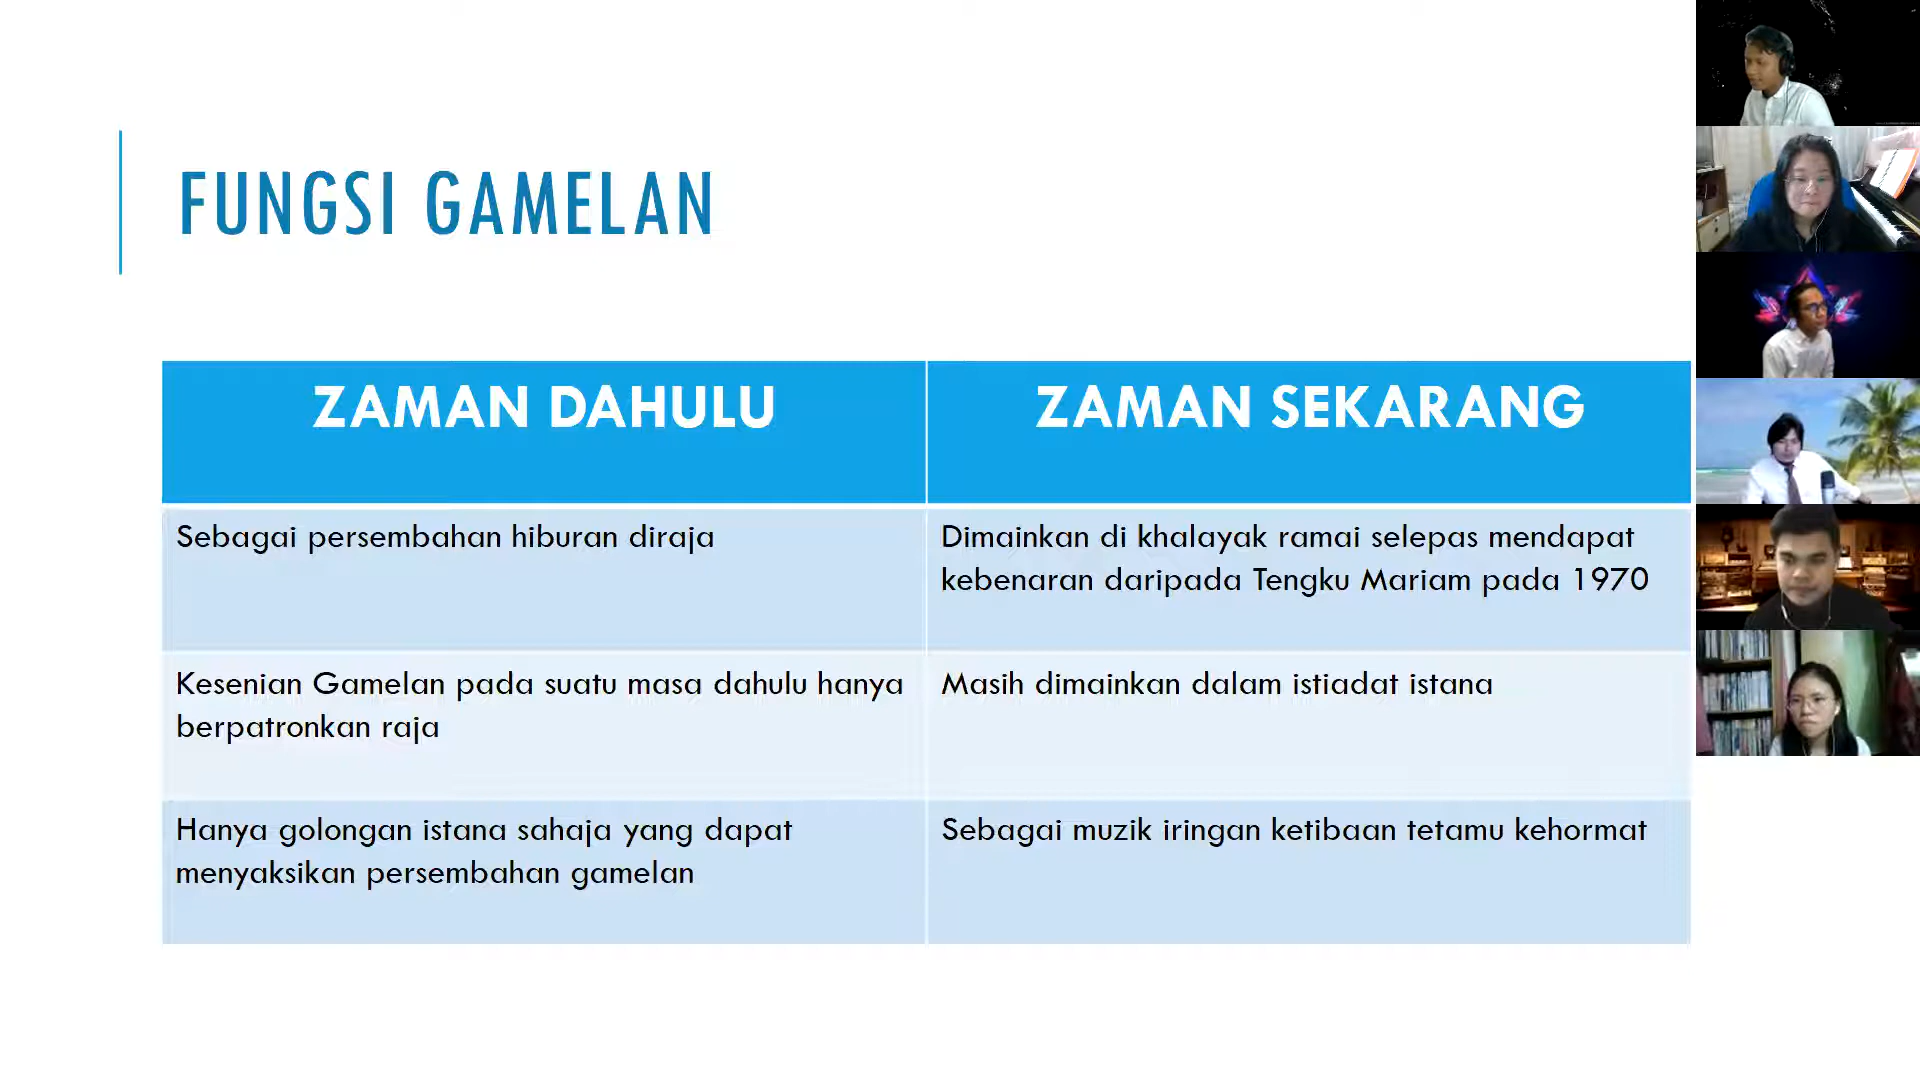 FUNGSI GAMELAN
ZAMAN DAHULU
ZAMAN SEKARANG
Sebagai persembahan hiburan diraja
Dimainkan di khalayak ramai selepas mendapat
kebenaran daripada Tengku Mariam pada 1970
Kesenian Gamelan pada suatu masa dahulu hanya
berpatronkan raja
Masih dimainkan dalam istiadat istana
Hanya golongan istana sahaja yang dapat
menyaksikan persembahan gamelan
Sebagai muzik iringan ketibaan tetamu kehormat